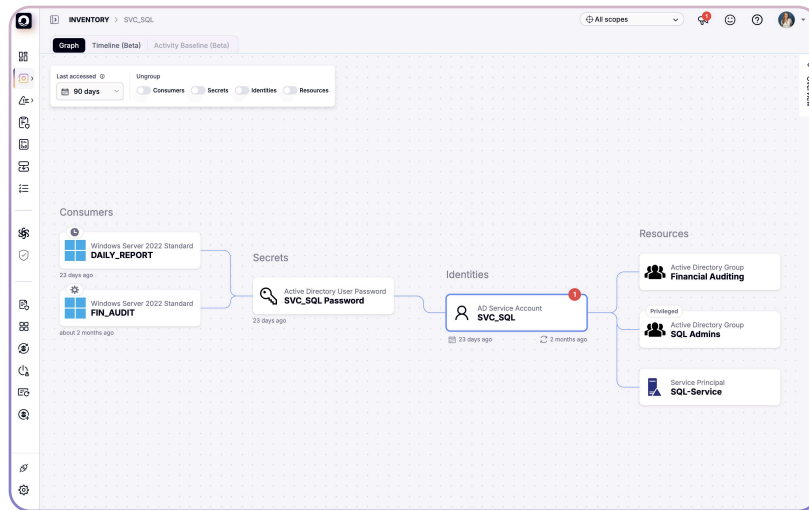 INVENTORY > SVC_SQL
All scopes
1
Graph
Timeline (Beta)
Activity Baseline (Beta)
Last accessed
90 days
Ungroup
Consumers
Secrets
Identities
Resources
Consumers
Windows Server 2022 Standard
DAILY_REPORT
23 days ago
Windows Server 2022 Standard
FIN_AUDIT
about 2 months ago
Secrets
Active Directory User Password
SVC_SQL Password
23 days ago
Identities
1
AD Service Account
SVC_SQL
23 days ago
2 months ago
Resources
Active Directory Group
Financial Auditing
Privileged
Active Directory Group
SQL Admins
Service Principal
SQL-Service